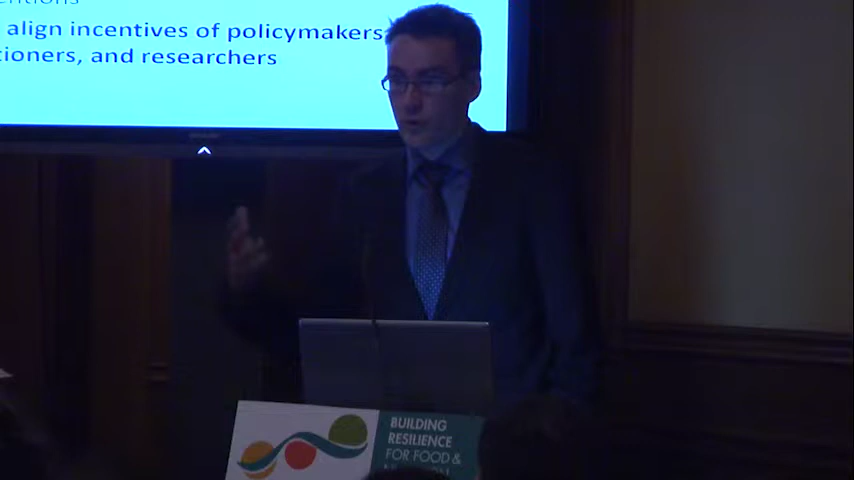 align incentives of policymakers
tioners, and researchers
BUILDING
RESILIENCE
FOR FOOD &